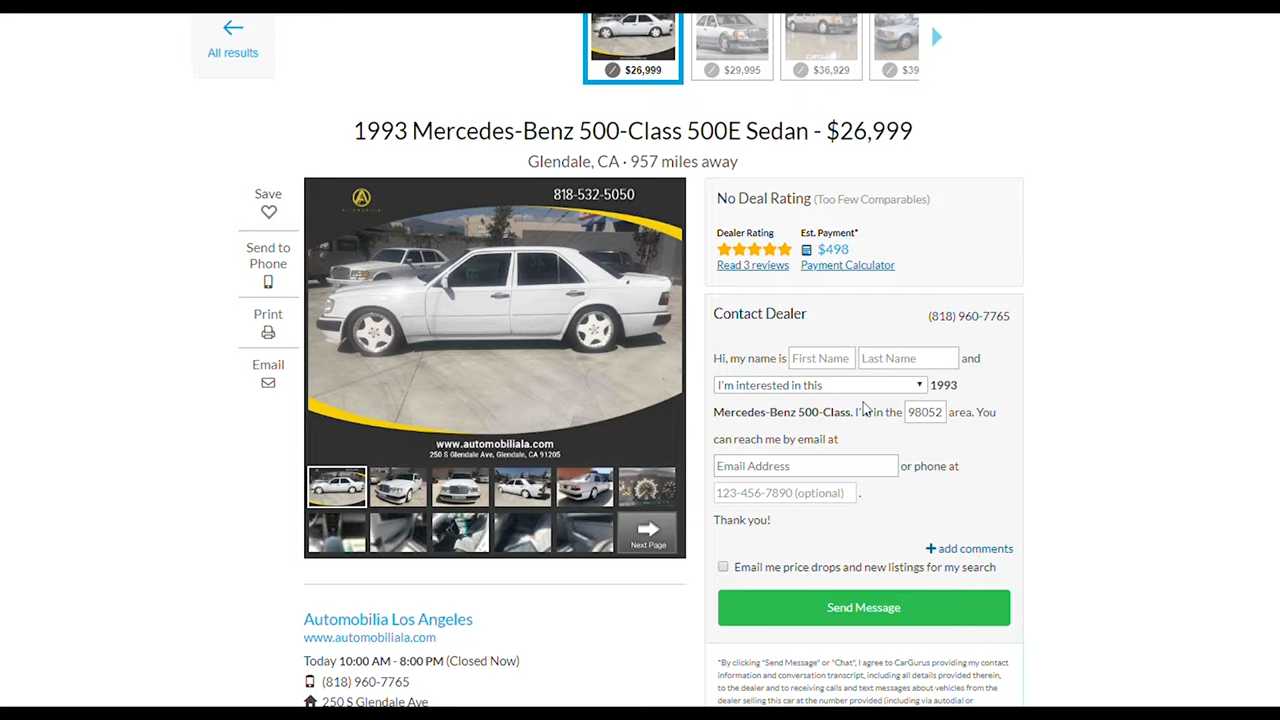 All results
$26,999
$29,995
$36,929
$39
1993 Mercedes-Benz 500-Class 500E Sedan - $26,999
Glendale, CA · 957 miles away
Save
Send to
Phone
Print
Email
818-532-5050
www.automobiliala.com
250 S Glendale Ave, Glendale, CA 91205
Next Page
No Deal Rating (Too Few Comparables)
Dealer Rating
Est. Payment*
$498
Read 3 reviews
Payment Calculator
Contact Dealer
(818) 960-7765
Hi, my name is First Name Last Name and
I'm interested in this 1993
Mercedes-Benz 500-Class. I'm in the 98052 area. You
can reach me by email at
Email Address or phone at
123-456-7890 (optional) .
Thank you!
+ add comments
Email me price drops and new listings for my search
Send Message
*By clicking "Send Message" or "Chat", I agree to CarGurus providing my contact
information and conversation transcript, including all details provided therein,
to the dealer and to receiving calls and text messages about vehicles from the
dealer selling this car at the number provided (including via autodial or
Automobilia Los Angeles
www.automobiliala.com
Today 10:00 AM - 8:00 PM (Closed Now)
(818) 960-7765
250 S Glendale Ave